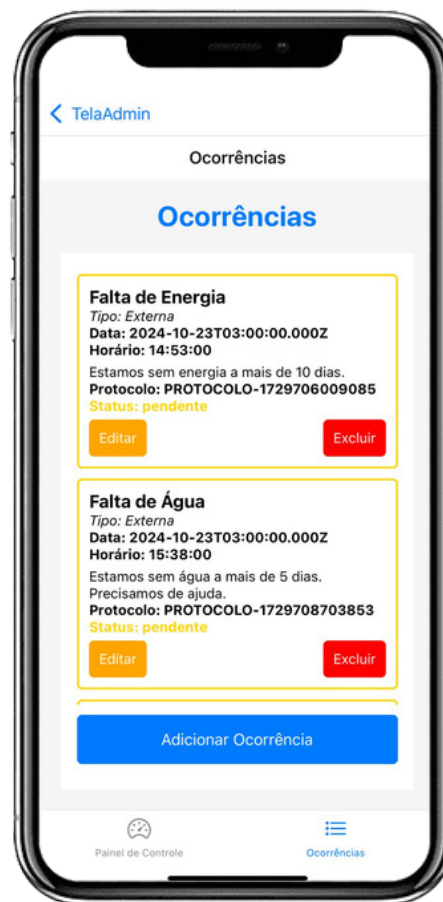 TelaAdmin
Ocorrências
Ocorrências
Falta de Energia
Tipo: Externa
Data: 2024-10-23T03:00:00.000Z
Horário: 14:53:00
Estamos sem energia a mais de 10 dias.
Protocolo: PROTOCOLO-1729706009085
Status: pendente
Editar
Excluir
Falta de Água
Tipo: Externa
Data: 2024-10-23T03:00:00.000Z
Horário: 15:38:00
Estamos sem água a mais de 5 dias.
Precisamos de ajuda.
Protocolo: PROTOCOLO-1729708703853
Status: pendente
Editar
Excluir
Adicionar Ocorrência
Painel de Controle
Ocorrências